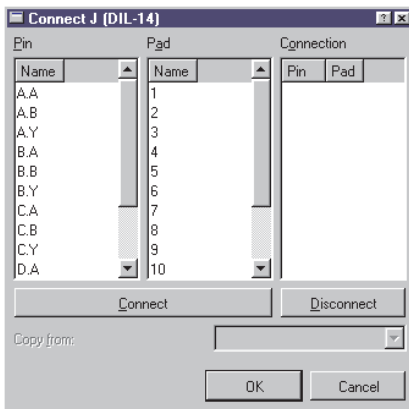 Connect J (DIL-14)
Pin Pad Connection
Name Name Pin Pad
A.A 1
A.B 2
A.Y 3
B.A 4
B.B 5
B.Y 6
C.A 7
C.B 8
C.Y 9
D.A 10
Connect Disconnect
Copy from:
OK Cancel